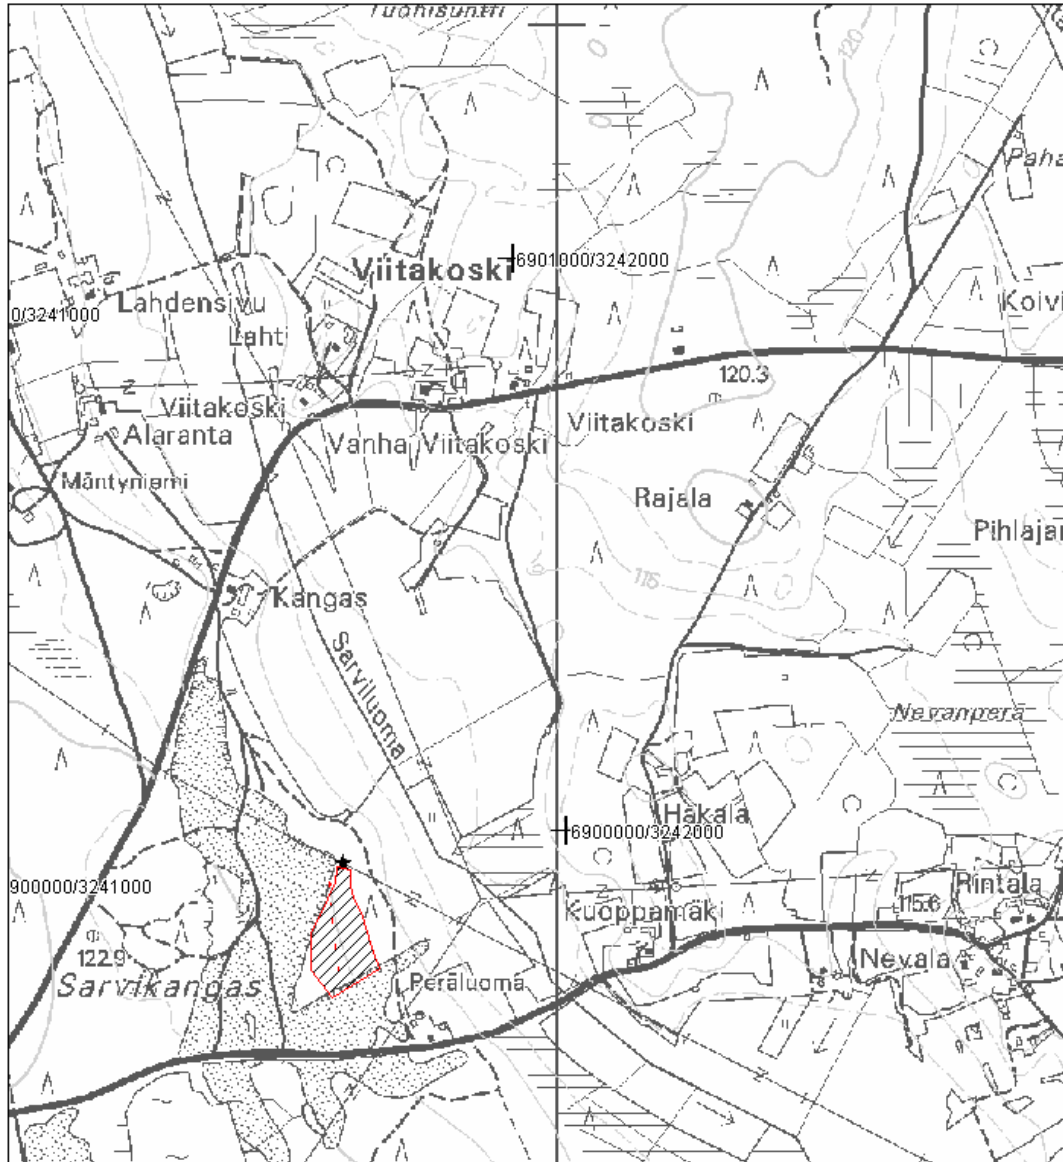 Tuohisuntti
120
Paha
Viitakoski
6901000/3242000
Lahdensivu
0/3241000
Koivi
Lahti
120.3
Viitakoski
Alaranta
Vanha Viitakoski
Viitakoski
Mäntyniemi
Rajala
Pihlajar
115
Kangas
Sarviluoma
Nevanperä
Hakala
6900000/3242000
900000/3241000
Rintala
Kuoppamäki
115.6
122.9
Sarvikangas
Peräluoma
Nevala